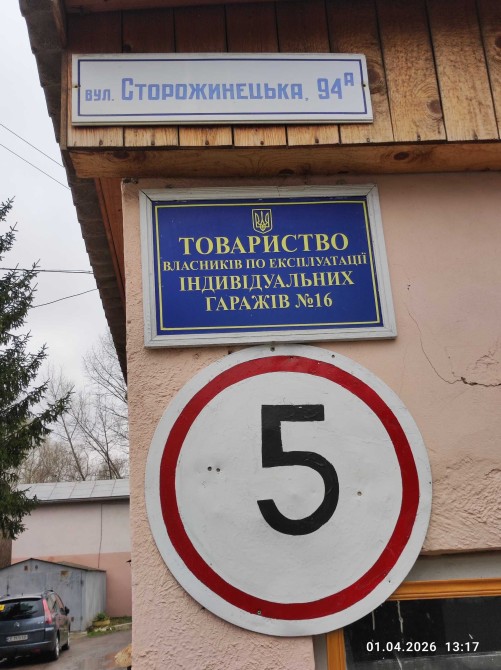 вул. Сторожинецька, 94А
ТОВАРИСТВО
ВЛАСНИКІВ ПО ЕКСПЛУАТАЦІЇ
ІНДИВІДУАЛЬНИХ
ГАРАЖІВ №16
5
01.04.2026 13:17